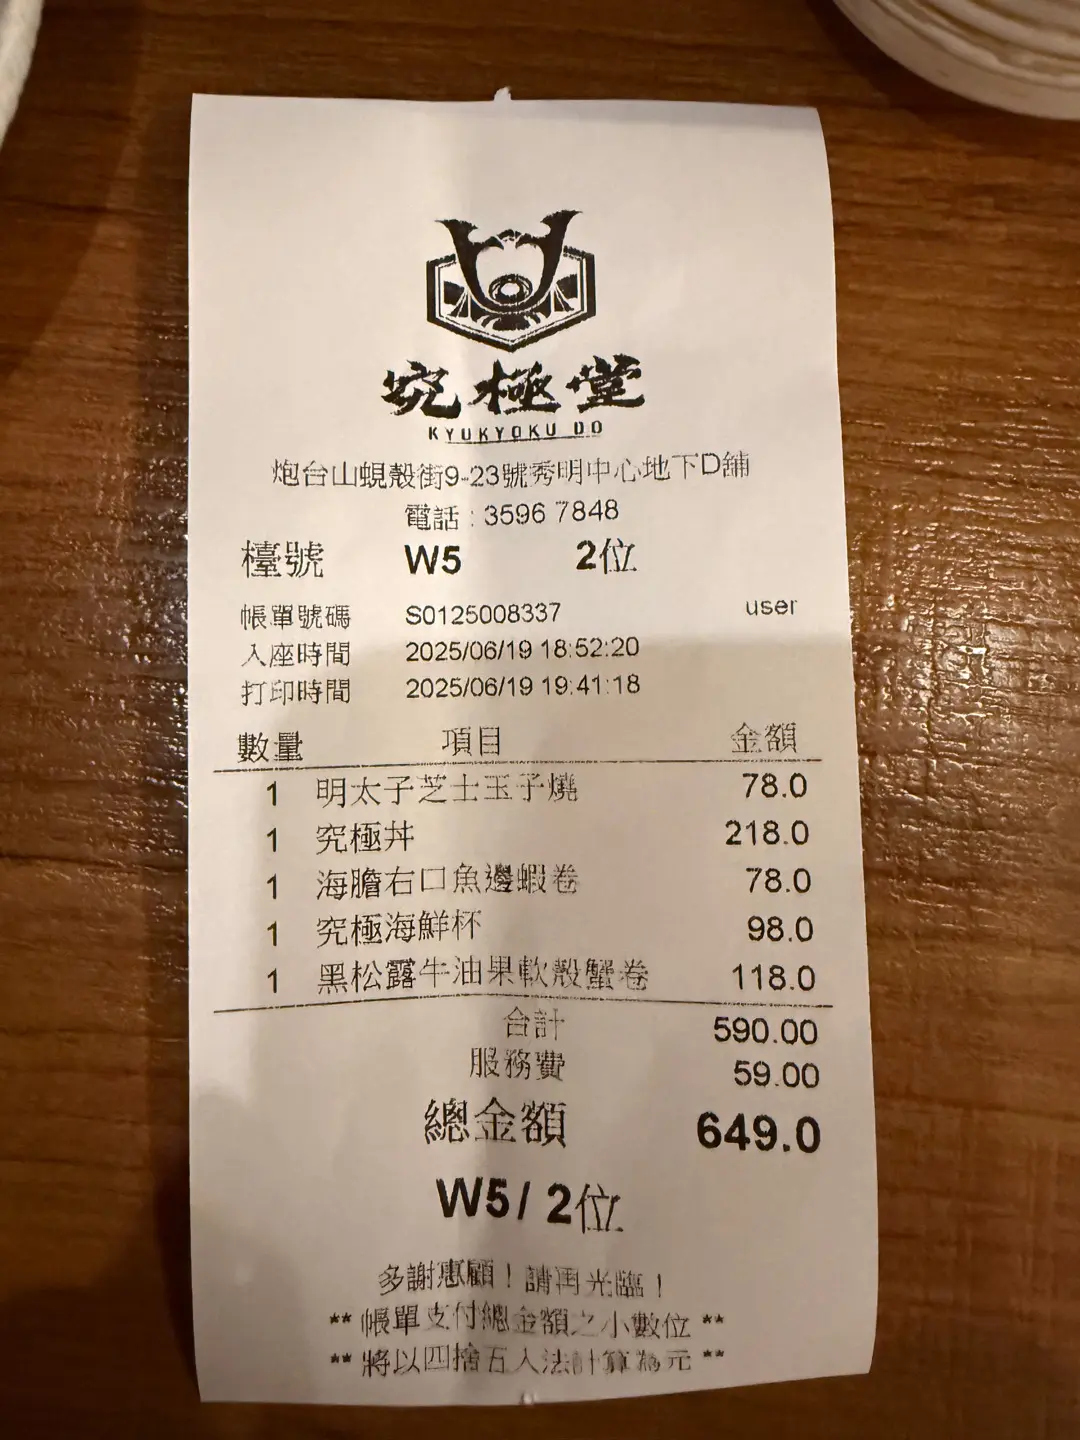 究極堂
KYUKYOKU DO
炮台山蜆殼街9-23號秀明中心地下D舖
電話 : 3596 7848
檯號 W5 2位
帳單號碼 S0125008337 user
入座時間 2025/06/19 18:52:20
打印時間 2025/06/19 19:41:18
數量 項目 金額
1 明太子芝士玉子燒 78.0
1 究極丼 218.0
1 海膽右口魚邊蝦卷 78.0
1 究極海鮮杯 98.0
1 黑松露牛油果軟殼蟹卷 118.0
合計 590.00
服務費 59.00
總金額 649.0
W5/ 2位
多謝惠顧！請再光臨！
** 帳單支付總金額之小數位 **
** 將以四捨五入法計算為元 **